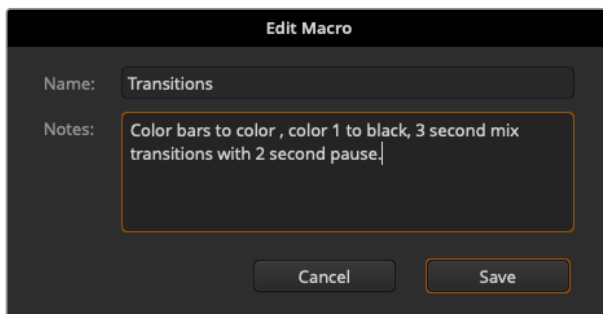 Edit Macro
Name: Transitions
Notes: Color bars to color , color 1 to black, 3 second mix
transitions with 2 second pause.
Cancel Save